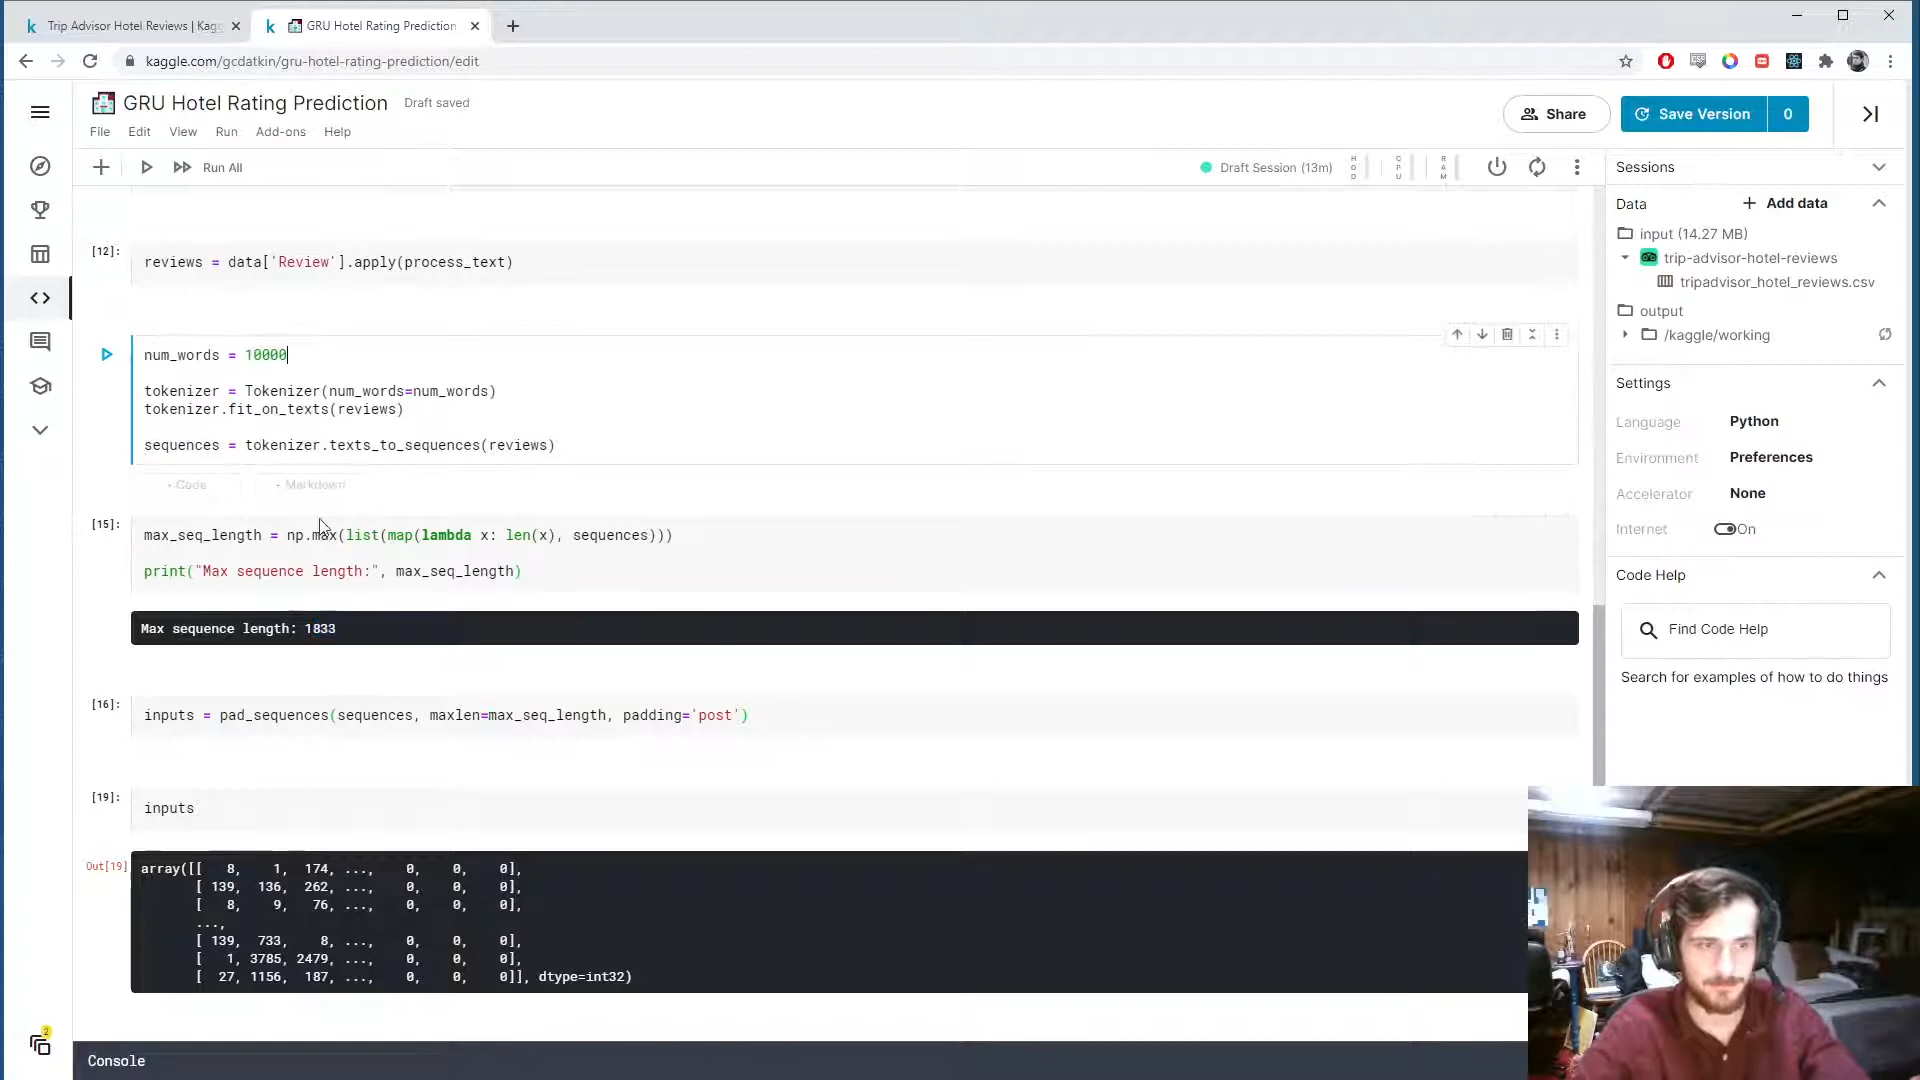 Trip Advisor Hotel Reviews | Kag
GRU Hotel Rating Prediction
kaggle.com/gcdatkin/gru-hotel-rating-prediction/edit
GRU Hotel Rating Prediction
Draft saved
Share
Save Version
0
File Edit View Run Add-ons Help
Run All
Draft Session (13m)
HDD
CPU
RAM
Sessions
[12]:
reviews = data['Review'].apply(process_text)
num_words = 10000
tokenizer = Tokenizer(num_words=num_words)
tokenizer.fit_on_texts(reviews)
sequences = tokenizer.texts_to_sequences(reviews)
+ Code
+ Markdown
[15]:
max_seq_length = np.max(list(map(lambda x: len(x), sequences)))
print("Max sequence length:", max_seq_length)
Max sequence length: 1833
[16]:
inputs = pad_sequences(sequences, maxlen=max_seq_length, padding='post')
[19]:
inputs
Out[19]
array([[ 8, 1, 174, ..., 0, 0, 0],
[ 139, 136, 262, ..., 0, 0, 0],
[ 8, 9, 76, ..., 0, 0, 0],
...,
[ 139, 733, 8, ..., 0, 0, 0],
[ 1, 3785, 2479, ..., 0, 0, 0],
[ 27, 1156, 187, ..., 0, 0, 0]], dtype=int32)
Console
2
Data
+ Add data
input (14.27 MB)
trip-advisor-hotel-reviews
tripadvisor_hotel_reviews.csv
output
/kaggle/working
Settings
Language Python
Environment Preferences
Accelerator None
Internet On
Code Help
Find Code Help
Search for examples of how to do things